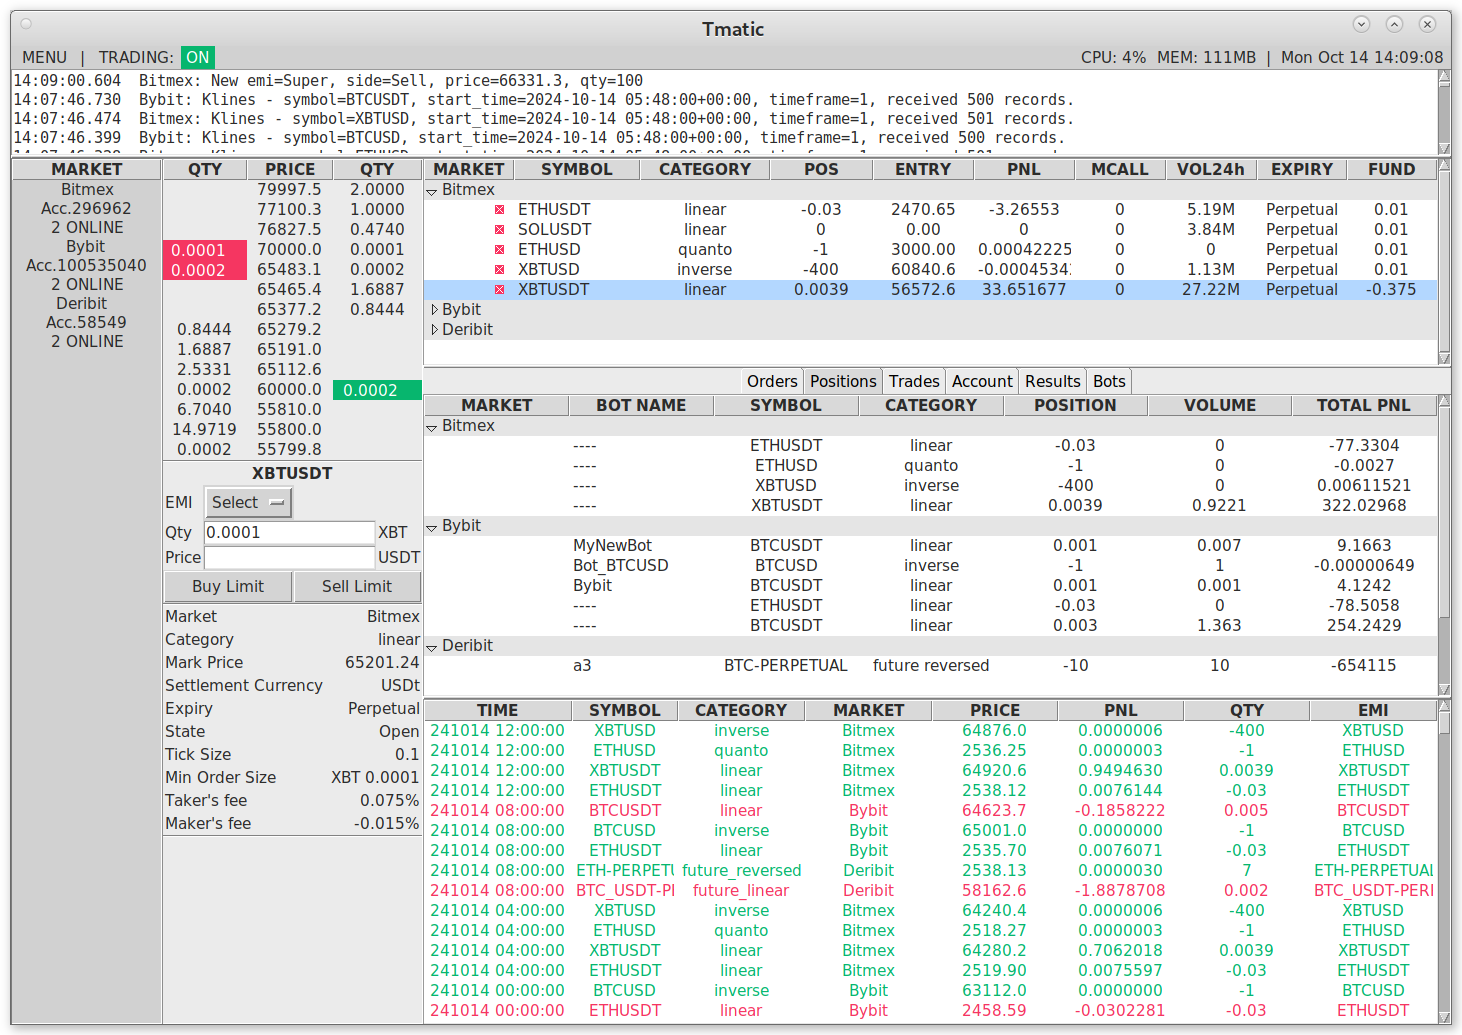 Tmatic
MENU | TRADING: ON
CPU: 4% MEM: 111MB | Mon Oct 14 14:09:08
14:09:00.604 Bitmex: New emi=Super, side=Sell, price=66331.3, qty=100
14:07:46.730 Bybit: Klines - symbol=BTCUSDT, start_time=2024-10-14 05:48:00+00:00, timeframe=1, received 500 records.
14:07:46.474 Bitmex: Klines - symbol=XBTUSD, start_time=2024-10-14 05:48:00+00:00, timeframe=1, received 501 records.
14:07:46.399 Bybit: Klines - symbol=BTCUSD, start_time=2024-10-14 05:48:00+00:00, timeframe=1, received 500 records.
MARKET
Bitmex
Acc.296962
2 ONLINE
Bybit
Acc.100535040
2 ONLINE
Deribit
Acc.58549
2 ONLINE
QTY PRICE QTY
79997.5 2.0000
77100.3 1.0000
76827.5 0.4740
0.0001 70000.0 0.0001
0.0002 65483.1 0.0002
65465.4 1.6887
65377.2 0.8444
0.8444 65279.2
1.6887 65191.0
2.5331 65112.6
0.0002 60000.0 0.0002
6.7040 55810.0
14.9719 55800.0
0.0002 55799.8
XBTUSDT
EMI Select
Qty 0.0001 XBT
Price USDT
Buy Limit Sell Limit
Market Bitmex
Category linear
Mark Price 65201.24
Settlement Currency USDt
Expiry Perpetual
State Open
Tick Size 0.1
Min Order Size XBT 0.0001
Taker's fee 0.075%
Maker's fee -0.015%
MARKET SYMBOL CATEGORY POS ENTRY PNL MCALL VOL24h EXPIRY FUND
Bitmex
ETHUSDT linear -0.03 2470.65 -3.26553 0 5.19M Perpetual 0.01
SOLUSDT linear 0 0.00 0 0 3.84M Perpetual 0.01
ETHUSD quanto -1 3000.00 0.00042225 0 0 Perpetual 0.01
XBTUSD inverse -400 60840.6 -0.00045342 0 1.13M Perpetual 0.01
XBTUSDT linear 0.0039 56572.6 33.651677 0 27.22M Perpetual -0.375
Bybit
Deribit
Orders Positions Trades Account Results Bots
MARKET BOT NAME SYMBOL CATEGORY POSITION VOLUME TOTAL PNL
Bitmex
---- ETHUSDT linear -0.03 0 -77.3304
---- ETHUSD quanto -1 0 -0.0027
---- XBTUSD inverse -400 0 0.00611521
---- XBTUSDT linear 0.0039 0.9221 322.02968
Bybit
MyNewBot BTCUSDT linear 0.001 0.007 9.1663
Bot_BTCUSD BTCUSD inverse -1 1 -0.00000649
Bybit BTCUSDT linear 0.001 0.001 4.1242
---- ETHUSDT linear -0.03 0 -78.5058
---- BTCUSDT linear 0.003 1.363 254.2429
Deribit
a3 BTC-PERPETUAL future reversed -10 10 -654115
TIME SYMBOL CATEGORY MARKET PRICE PNL QTY EMI
241014 12:00:00 XBTUSD inverse Bitmex 64876.0 0.0000006 -400 XBTUSD
241014 12:00:00 ETHUSD quanto Bitmex 2536.25 0.0000003 -1 ETHUSD
241014 12:00:00 XBTUSDT linear Bitmex 64920.6 0.9494630 0.0039 XBTUSDT
241014 12:00:00 ETHUSDT linear Bitmex 2538.12 0.0076144 -0.03 ETHUSDT
241014 08:00:00 BTCUSDT linear Bybit 64623.7 -0.1858222 0.005 BTCUSDT
241014 08:00:00 BTCUSD inverse Bybit 65001.0 0.0000000 -1 BTCUSD
241014 08:00:00 ETHUSDT linear Bybit 2535.70 0.0076071 -0.03 ETHUSDT
241014 08:00:00 ETH-PERPETU future_reversed Deribit 2538.13 0.0000030 7 ETH-PERPETUAL
241014 08:00:00 BTC_USDT-PI future_linear Deribit 58162.6 -1.8878708 0.002 BTC_USDT-PERI
241014 04:00:00 XBTUSD inverse Bitmex 64240.4 0.0000006 -400 XBTUSD
241014 04:00:00 ETHUSD quanto Bitmex 2518.27 0.0000003 -1 ETHUSD
241014 04:00:00 XBTUSDT linear Bitmex 64280.2 0.7062018 0.0039 XBTUSDT
241014 04:00:00 ETHUSDT linear Bitmex 2519.90 0.0075597 -0.03 ETHUSDT
241014 00:00:00 BTCUSD inverse Bybit 63112.0 0.0000000 -1 BTCUSD
241014 00:00:00 ETHUSDT linear Bybit 2458.59 -0.0302281 -0.03 ETHUSDT